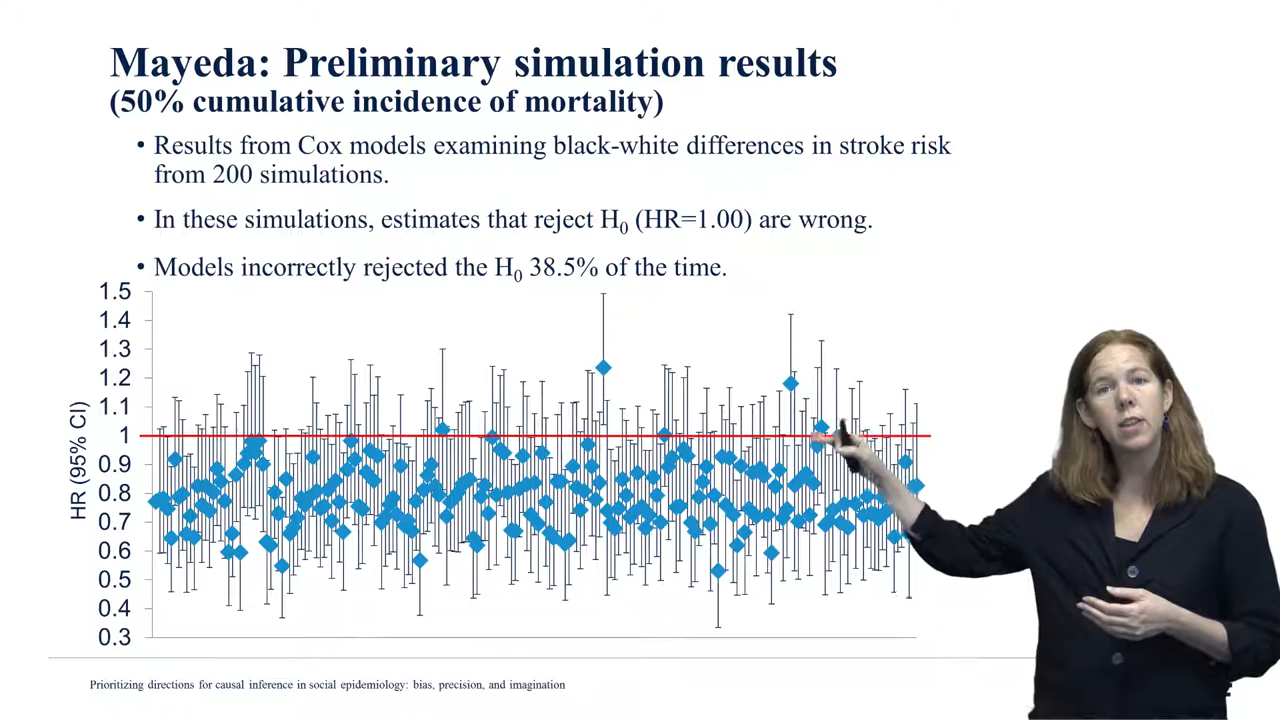 Mayeda: Preliminary simulation results
(50% cumulative incidence of mortality)
• Results from Cox models examining black-white differences in stroke risk
from 200 simulations.
• In these simulations, estimates that reject H0 (HR=1.00) are wrong.
• Models incorrectly rejected the H0 38.5% of the time.
HR (95% CI)
1.5
1.4
1.3
1.2
1.1
1
0.9
0.8
0.7
0.6
0.5
0.4
0.3
Prioritizing directions for causal inference in social epidemiology: bias, precision, and imagination